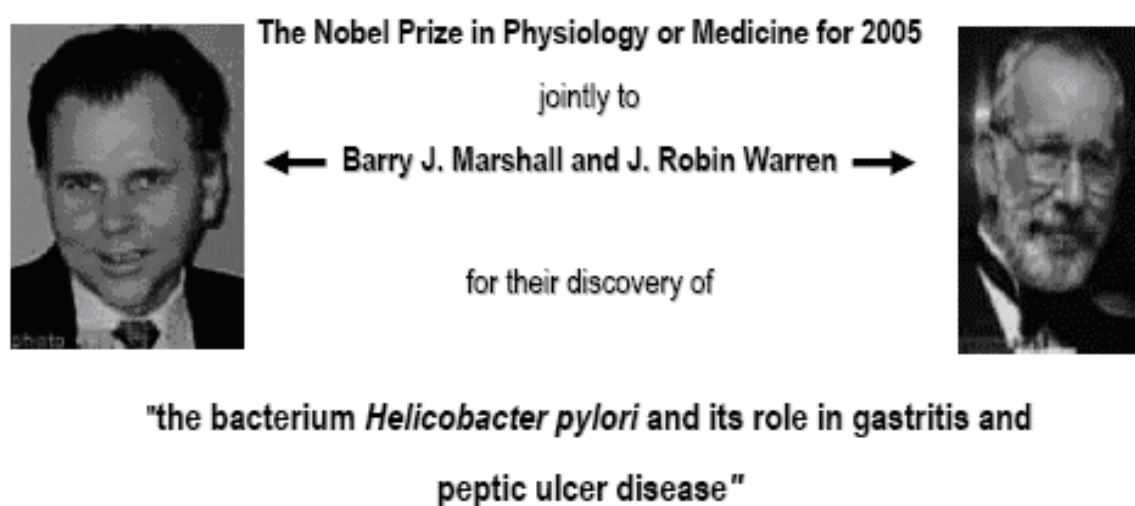 The Nobel Prize in Physiology or Medicine for 2005
jointly to
Barry J. Marshall and J. Robin Warren
for their discovery of
photo
"the bacterium Helicobacter pylori and its role in gastritis and
peptic ulcer disease"